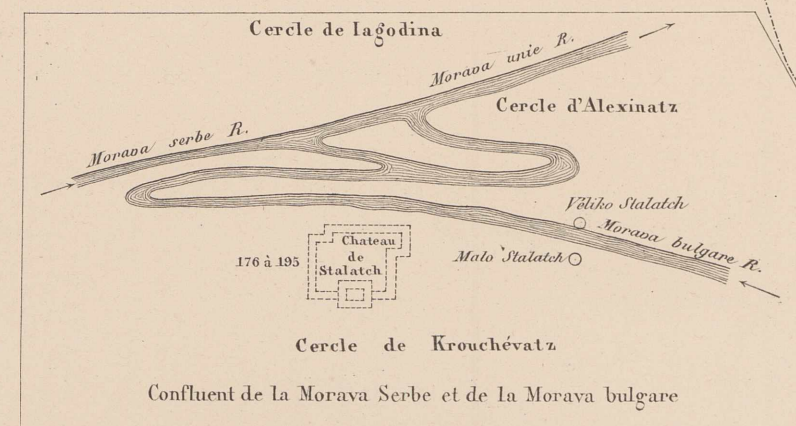 Cercle de Iagodina
Morava unie R.
Cercle d'Alexinatz
Morava serbe R.
Véliko Stalatch
Morava bulgare R.
Chateau
de
Stalatch
176 à 195
Malo Stalatch
Cercle de Krouchévatz
Confluent de la Morava Serbe et de la Morava bulgare